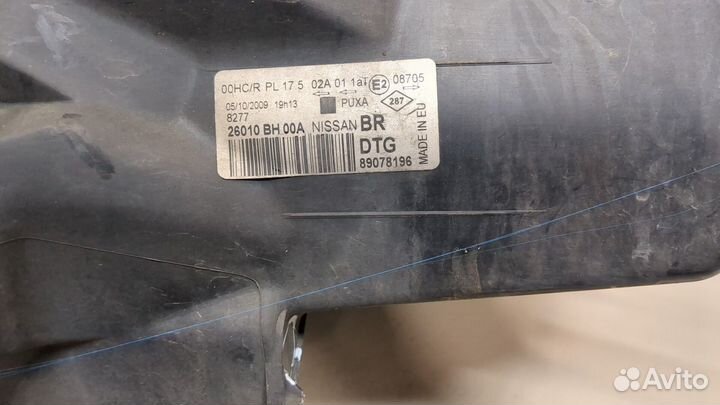 00HC/R PL 17 5 02A 01 1aT E2 08705
05/10/2009 19h13 PUXA 287
8277
26010 BH 00A NISSAN BR
DTG
89078196
MADE IN EU
Avito